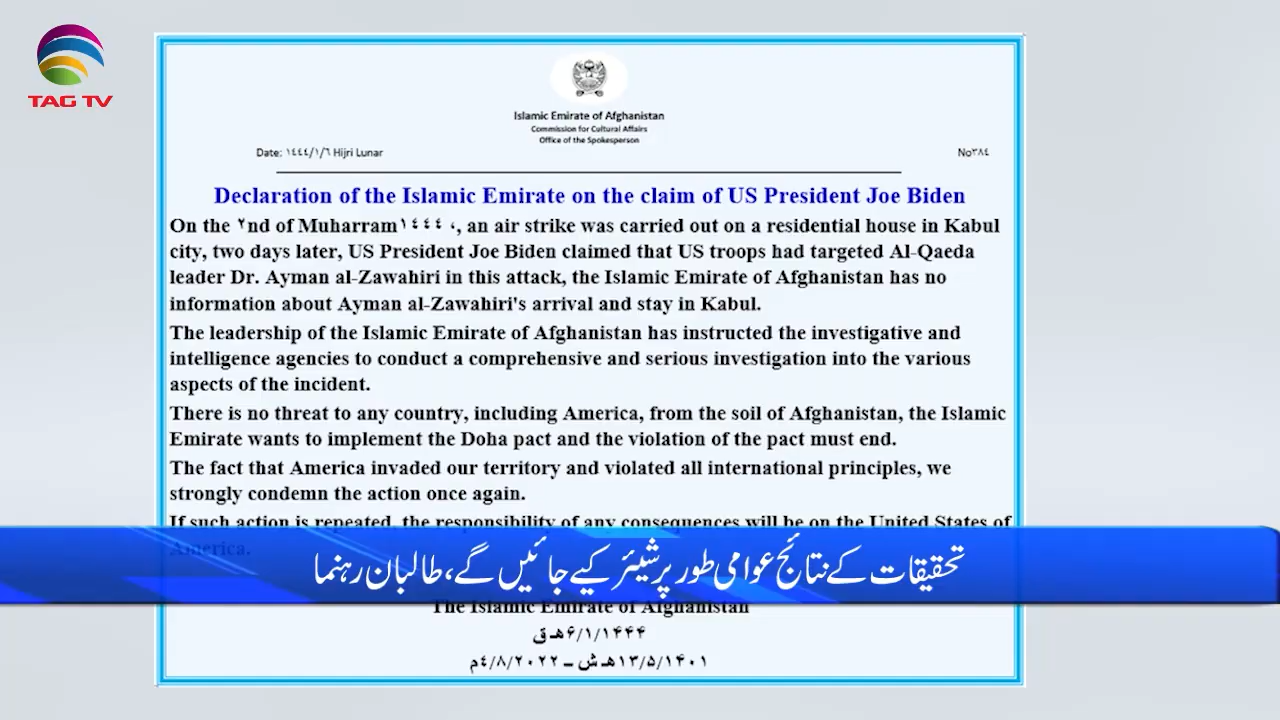 TAG TV
Islamic Emirate of Afghanistan
Commission for Cultural Affairs
Office of the Spokesperson
Date: ١٤٤٤/١/٦ Hijri Lunar
No٣٨٤
Declaration of the Islamic Emirate on the claim of US President Joe Biden
On the ٢nd of Muharram١٤٤٤ ،, an air strike was carried out on a residential house in Kabul
city, two days later, US President Joe Biden claimed that US troops had targeted Al-Qaeda
leader Dr. Ayman al-Zawahiri in this attack, the Islamic Emirate of Afghanistan has no
information about Ayman al-Zawahiri's arrival and stay in Kabul.
The leadership of the Islamic Emirate of Afghanistan has instructed the investigative and
intelligence agencies to conduct a comprehensive and serious investigation into the various
aspects of the incident.
There is no threat to any country, including America, from the soil of Afghanistan, the Islamic
Emirate wants to implement the Doha pact and the violation of the pact must end.
The fact that America invaded our territory and violated all international principles, we
strongly condemn the action once again.
If such action is repeated, the responsibility of any consequences will be on the United States of
America.
تحقیقات کے نتائج عوامی طور پر شیئر کیے جائیں گے، طالبان رہنما
The Islamic Emirate of Afghanistan
۶/۱/۱۴۴۴هـ ق
۱۳/۵/۱۴۰۱هـ ش ــ ۴/۸/۲۰۲۲م